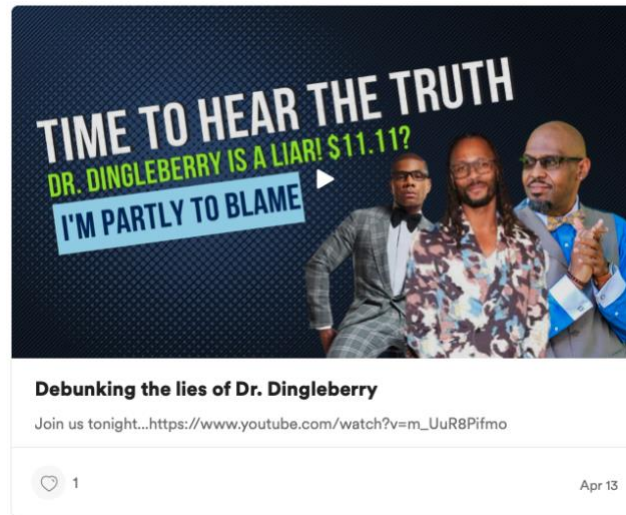 TIME TO HEAR THE TRUTH
DR. DINGLEBERRY IS A LIAR! $11.11?
I'M PARTLY TO BLAME
Debunking the lies of Dr. Dingleberry
Join us tonight...https://www.youtube.com/watch?v=m_UuR8Pifmo
1
Apr 13